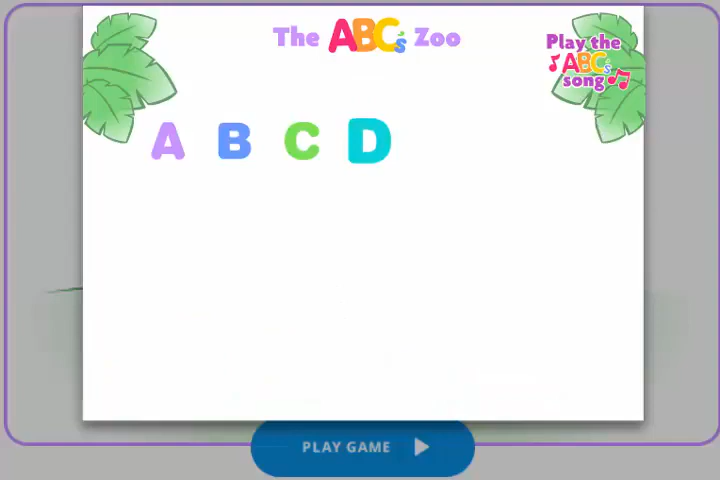 The ABCs Zoo
Play the
ABCs
song
A B C D
PLAY GAME